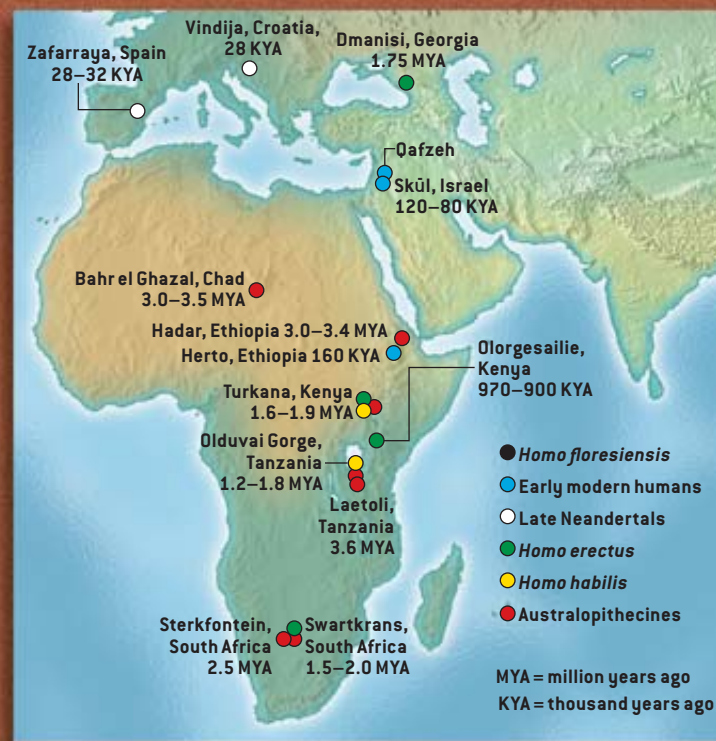 Vindija, Croatia,
28 KYA
Zafarraya, Spain
28–32 KYA
Dmanisi, Georgia
1.75 MYA
Qafzeh
Skūl, Israel
120–80 KYA
Bahr el Ghazal, Chad
3.0–3.5 MYA
Hadar, Ethiopia 3.0–3.4 MYA
Herto, Ethiopia 160 KYA
Olorgesailie,
Kenya
970–900 KYA
Turkana, Kenya
1.6–1.9 MYA
Olduvai Gorge,
Tanzania
1.2–1.8 MYA
Laetoli,
Tanzania
3.6 MYA
Sterkfontein,
South Africa
2.5 MYA
Swartkrans,
South Africa
1.5–2.0 MYA
Homo floresiensis
Early modern humans
Late Neandertals
Homo erectus
Homo habilis
Australopithecines
MYA = million years ago
KYA = thousand years ago